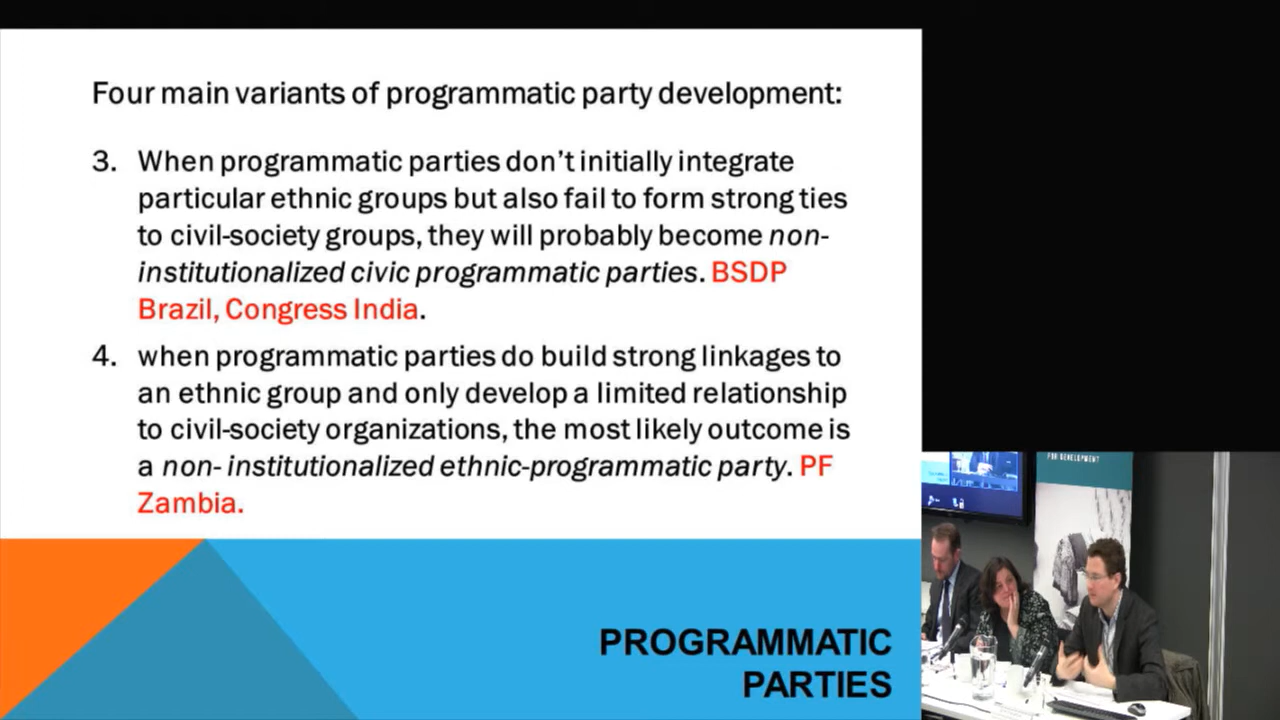 Four main variants of programmatic party development:
3. When programmatic parties don’t initially integrate
particular ethnic groups but also fail to form strong ties
to civil-society groups, they will probably become non-
institutionalized civic programmatic parties. BSDP
Brazil, Congress India.
4. when programmatic parties do build strong linkages to
an ethnic group and only develop a limited relationship
to civil-society organizations, the most likely outcome is
a non- institutionalized ethnic-programmatic party. PF
Zambia.
PROGRAMMATIC
PARTIES
FOR DEVELOPMENT